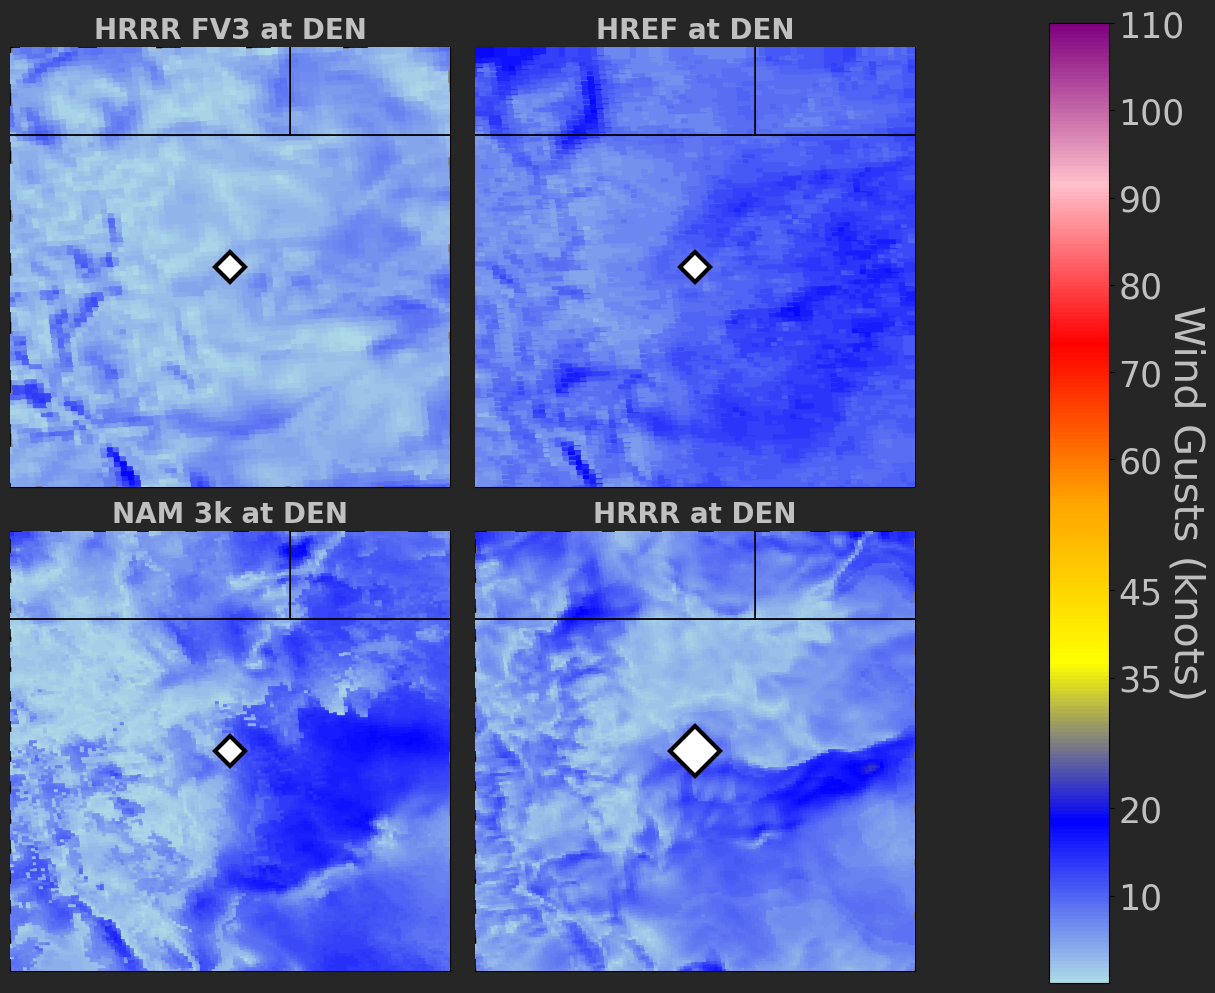 HRRR FV3 at DEN
HREF at DEN
NAM 3k at DEN
HRRR at DEN
110
100
90
80
70
60
45
35
20
10
Wind Gusts (knots)